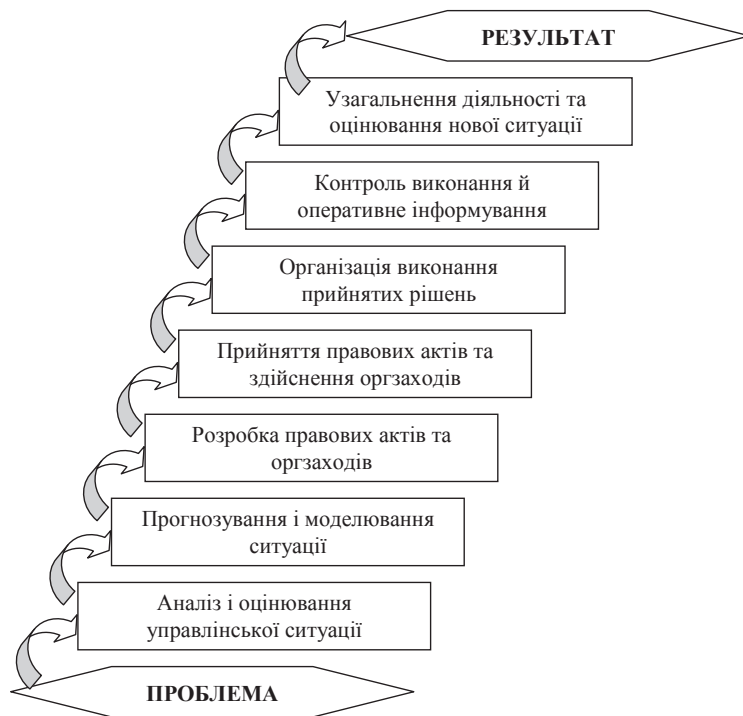 РЕЗУЛЬТАТ
Узагальнення діяльності та
оцінювання нової ситуації
Контроль виконання й
оперативне інформування
Організація виконання
прийнятих рішень
Прийняття правових актів та
здійснення оргзаходів
Розробка правових актів та
оргзаходів
Прогнозування і моделювання
ситуації
Аналіз і оцінювання
управлінської ситуації
ПРОБЛЕМА